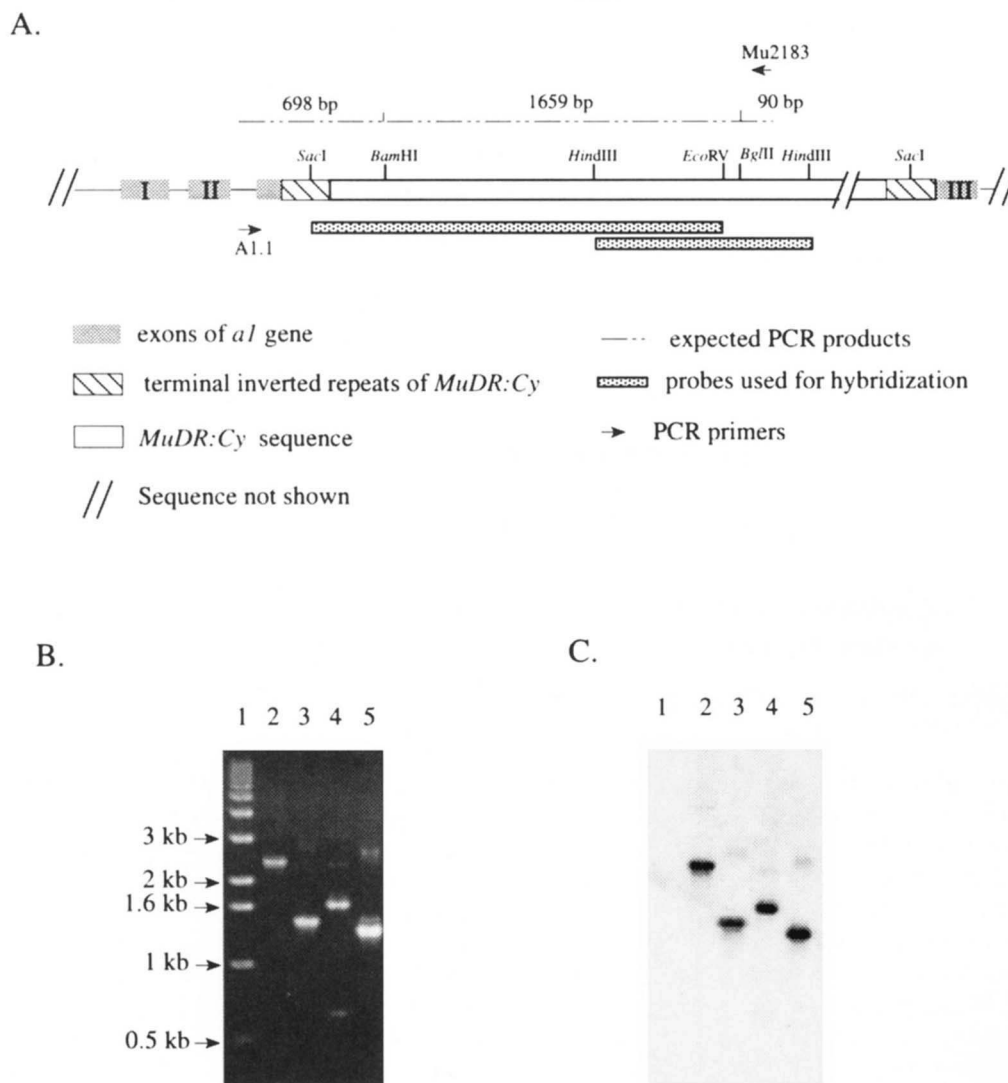 A.
Mu2183
698 bp 1659 bp 90 bp
SacI BamHI HindIII EcoRV BglII HindIII SacI
I II III
A1.1
exons of a1 gene
terminal inverted repeats of MuDR:Cy
MuDR:Cy sequence
Sequence not shown
expected PCR products
probes used for hybridization
PCR primers
B.
1 2 3 4 5
3 kb
2 kb
1.6 kb
1 kb
0.5 kb
C.
1 2 3 4 5